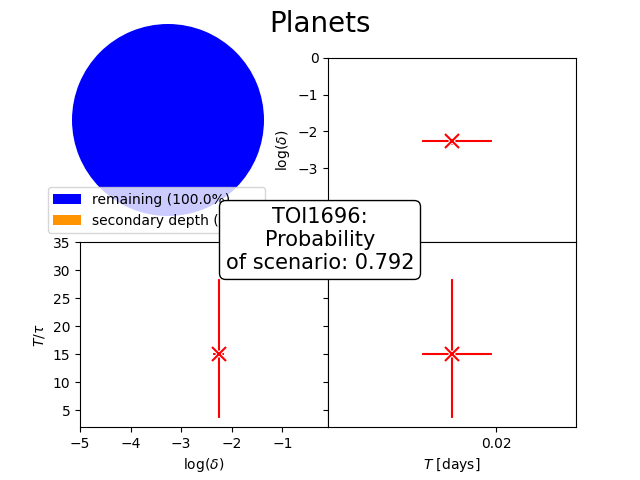 Planets
remaining (100.0%)
secondary depth (
TOI1696:
Probability
of scenario: 0.792
log(δ)
0
−1
−2
−3
T/τ
35
30
25
20
15
10
5
−5
−4
−3
−2
−1
log(δ)
0.02
T [days]